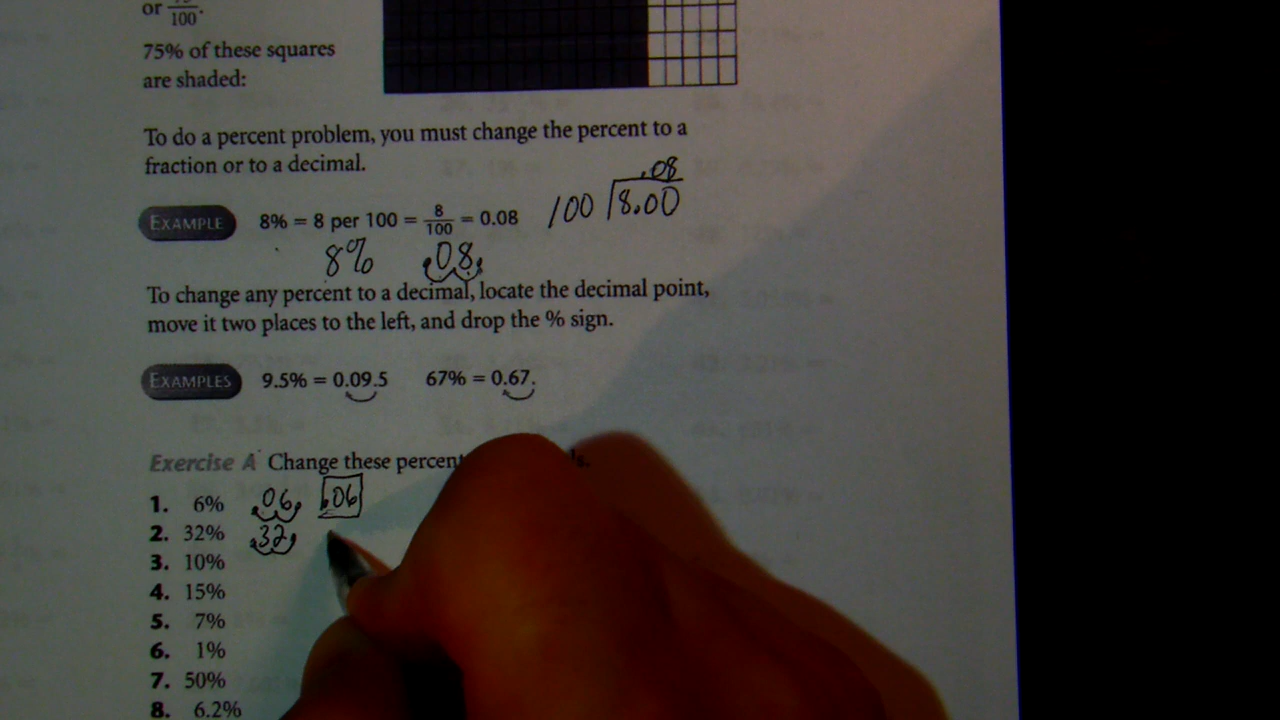 or /100.
75% of these squares
are shaded:
To do a percent problem, you must change the percent to a
fraction or to a decimal.
.08
EXAMPLE 8% = 8 per 100 = 8/100 = 0.08 100 8.00
8% .08.
To change any percent to a decimal, locate the decimal point,
move it two places to the left, and drop the % sign.
EXAMPLES 9.5% = 0.09.5 67% = 0.67.
Exercise A Change these percent
1. 6% .06. .06
2. 32% .32.
3. 10%
4. 15%
5. 7%
6. 1%
7. 50%
8. 6.2%